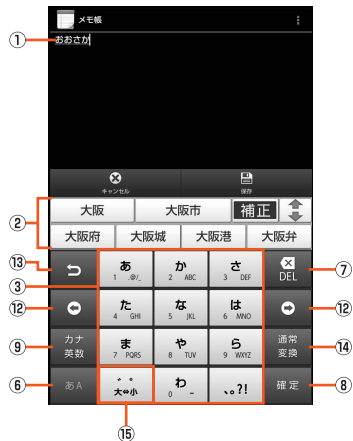 メモ帳
① おおさか
キャンセル 保存
② 大阪 大阪市 補正
大阪府 大阪城 大阪港 大阪弁
⑬ ③ あ 1 .@/_ か 2 ABC さ 3 DEF DEL ⑦
⑫ た 4 GHI な 5 JKL は 6 MNO ⑫
⑨ カナ英数 ま 7 PQRS や 8 TUV ら 9 WXYZ 通常変換 ⑭
⑥ あA ゛゜大⇔小 わ 0 ー 、。?! 確定 ⑧
⑮